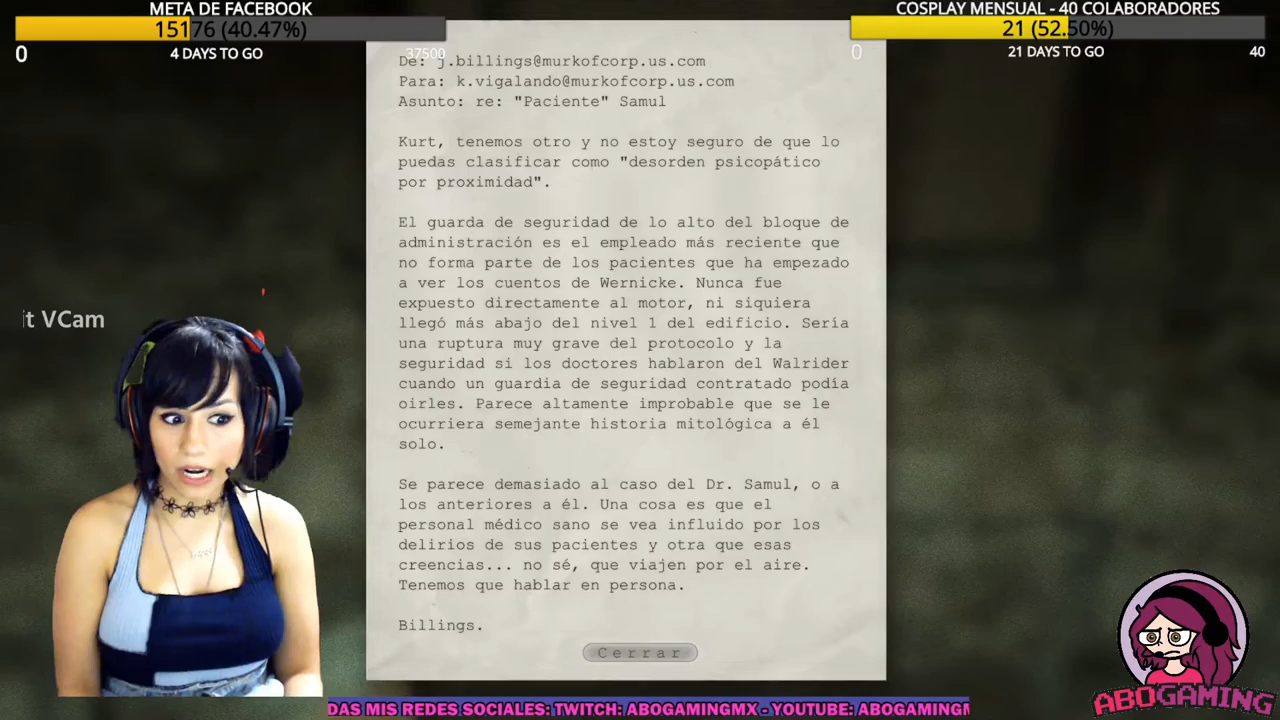 META DE FACEBOOK
15176 (40.47%)
0
4 DAYS TO GO
37500
COSPLAY MENSUAL - 40 COLABORADORES
21 (52.50%)
0
21 DAYS TO GO
40
De: j.billings@murkofcorp.us.com
Para: k.vigalando@murkofcorp.us.com
Asunto: re: "Paciente" Samul
Kurt, tenemos otro y no estoy seguro de que lo
puedas clasificar como "desorden psicopático
por proximidad".
El guarda de seguridad de lo alto del bloque de
administración es el empleado más reciente que
no forma parte de los pacientes que ha empezado
a ver los cuentos de Wernicke. Nunca fue
expuesto directamente al motor, ni siquiera
llegó más abajo del nivel 1 del edificio. Sería
una ruptura muy grave del protocolo y la
seguridad si los doctores hablaron del Walrider
cuando un guardia de seguridad contratado podía
oirles. Parece altamente improbable que se le
ocurriera semejante historia mitológica a él
solo.
Se parece demasiado al caso del Dr. Samul, o a
los anteriores a él. Una cosa es que el
personal médico sano se vea influido por los
delirios de sus pacientes y otra que esas
creencias... no sé, que viajen por el aire.
Tenemos que hablar en persona.
Billings.
Cerrar
it VCam
ABOGAMING
DAS MIS REDES SOCIALES: TWITCH: ABOGAMINGMX - YOUTUBE: ABOGAMINGM